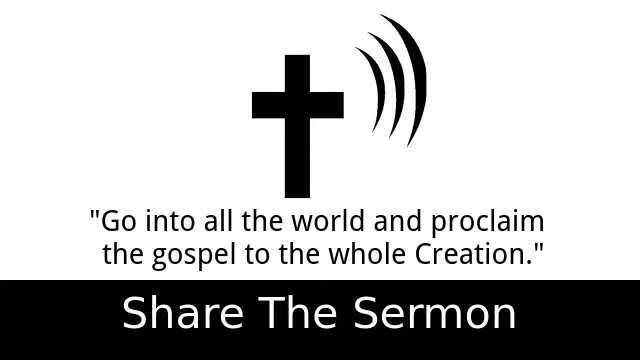 "Go into all the world and proclaim
the gospel to the whole Creation."
Share The Sermon